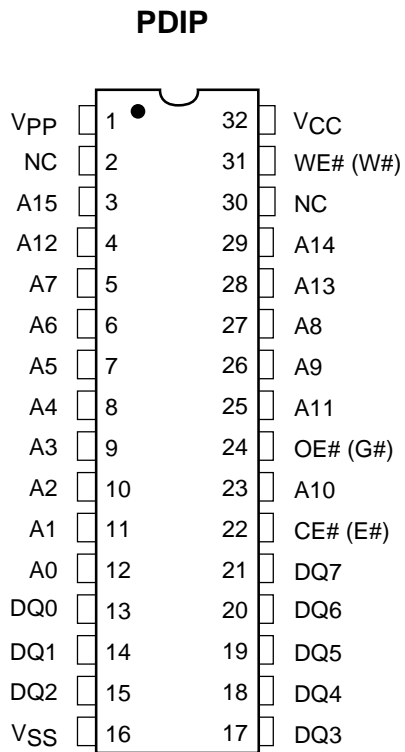 PDIP
VPP 1 32 VCC
NC 2 31 WE# (W#)
A15 3 30 NC
A12 4 29 A14
A7 5 28 A13
A6 6 27 A8
A5 7 26 A9
A4 8 25 A11
A3 9 24 OE# (G#)
A2 10 23 A10
A1 11 22 CE# (E#)
A0 12 21 DQ7
DQ0 13 20 DQ6
DQ1 14 19 DQ5
DQ2 15 18 DQ4
VSS 16 17 DQ3